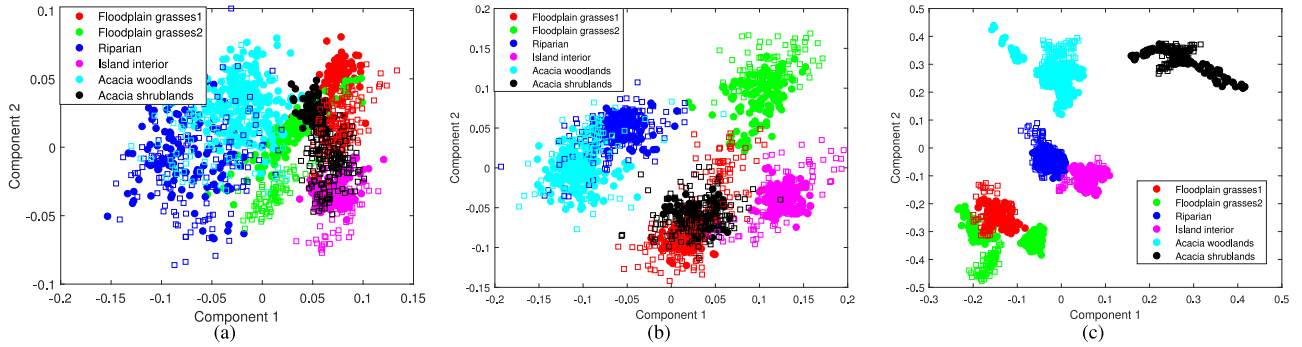 0.1
0.05
0
-0.05
-0.1
Component 2
Floodplain grasses1
Floodplain grasses2
Riparian
Island interior
Acacia woodlands
Acacia shrublands
-0.2 -0.15 -0.1 -0.05 0 0.05 0.1 0.15
Component 1
(a)
0.2
0.15
0.1
0.05
0
-0.05
-0.1
0.15
Component 2
Floodplain grasses1
Floodplain grasses2
Riparian
Island interior
Acacia woodlands
Acacia shrublands
-0.2 -0.15 -0.1 -0.05 0 0.05 0.1 0.15 0.2
Component 1
(b)
0.5
0.4
0.3
0.2
0.1
0
-0.1
-0.2
-0.3
-0.4
-0.5
Component 2
Floodplain grasses1
Floodplain grasses2
Riparian
Island interior
Acacia woodlands
Acacia shrublands
-0.3 -0.2 -0.1 0 0.1 0.2 0.3 0.4 0.5
Component 1
(c)